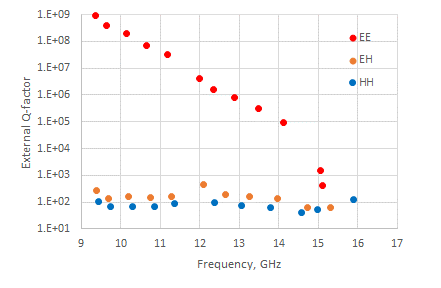 1.E+09
1.E+08
1.E+07
1.E+06
1.E+05
1.E+04
1.E+03
1.E+02
1.E+01
External Q-factor
EE
EH
HH
9 10 11 12 13 14 15 16 17
Frequency, GHz